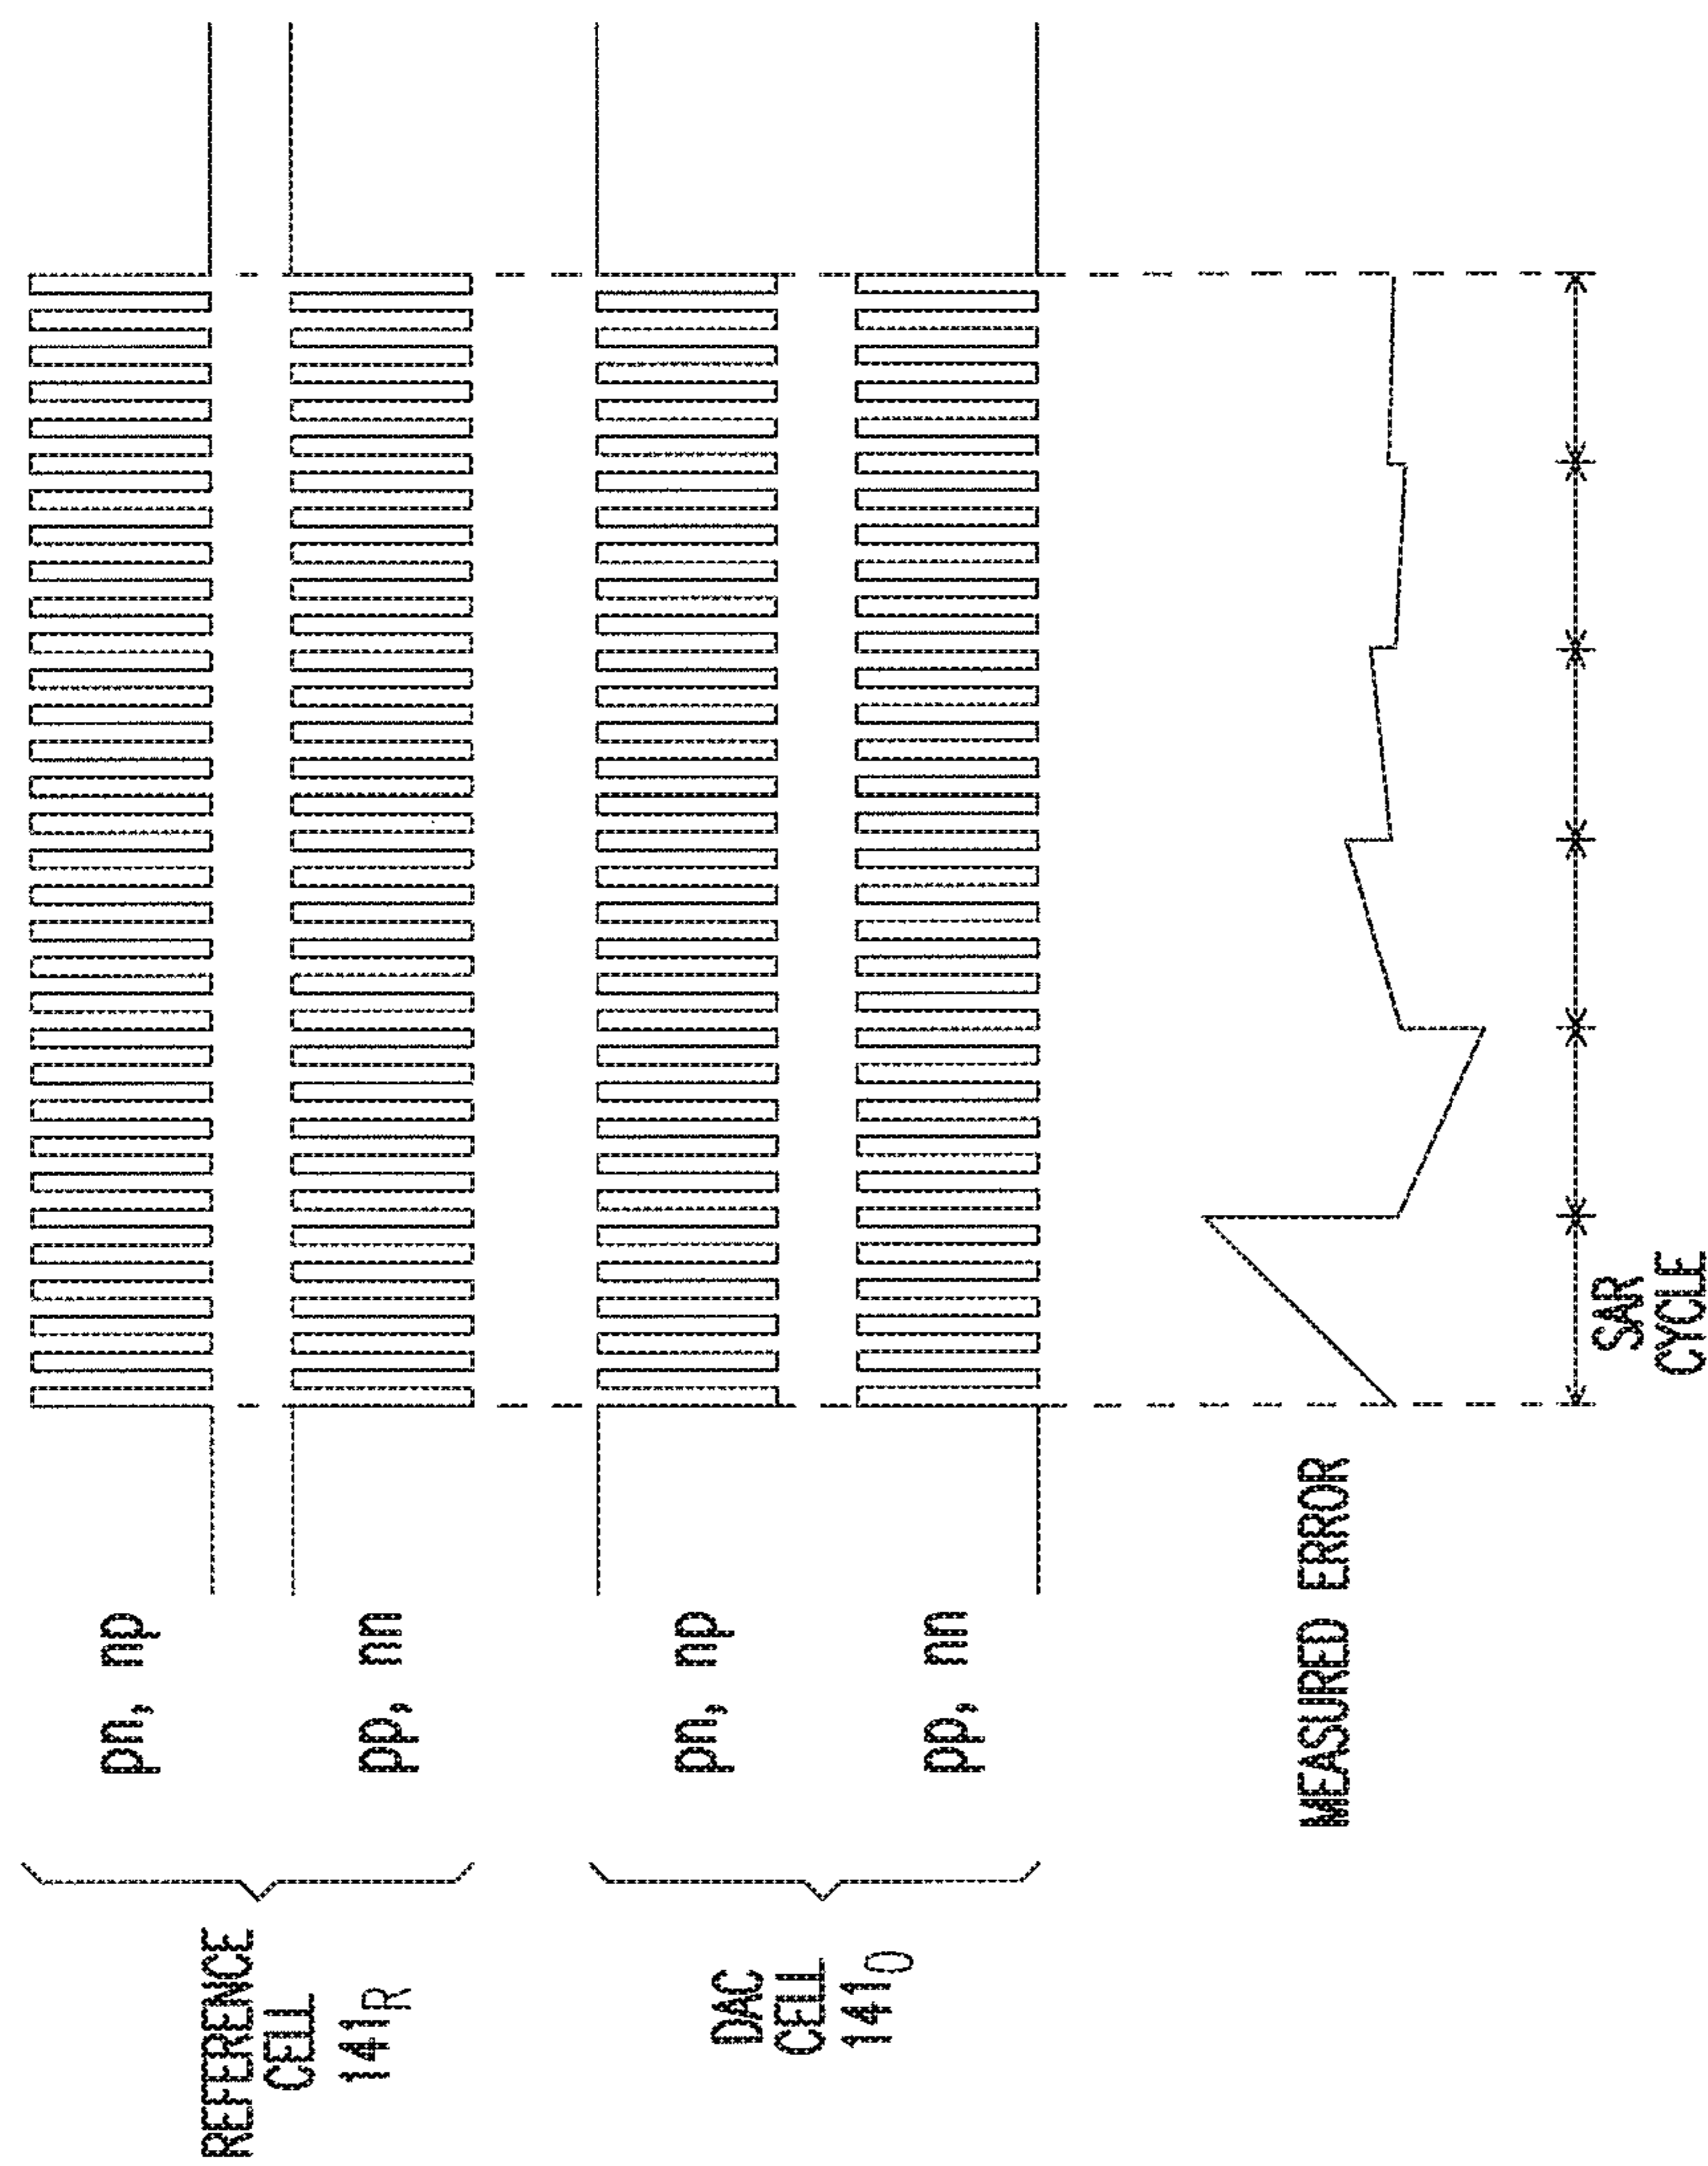 REFERENCE
CELL
141R
pn, np
pp, nn
DAC
CELL
1410
pn, np
pp, nn
MEASURED ERROR
SAR
CYCLE